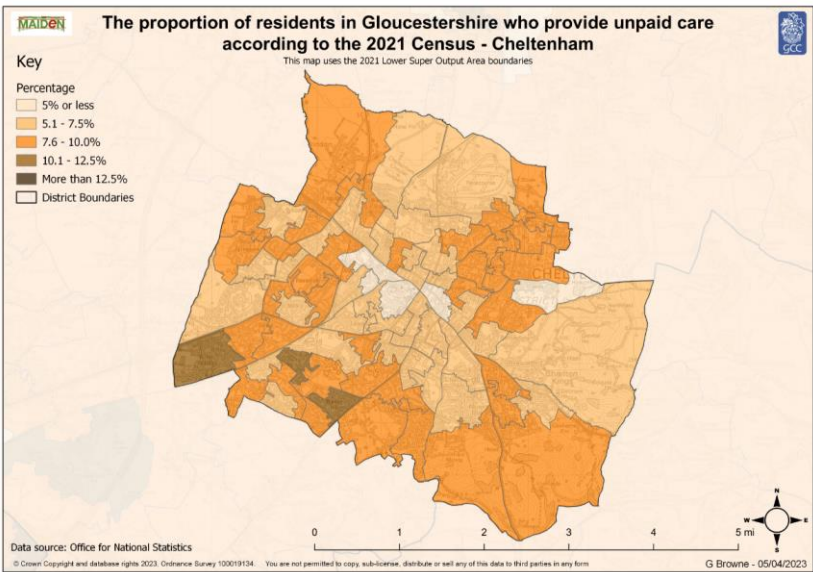 MAIDEN
The proportion of residents in Gloucestershire who provide unpaid care
according to the 2021 Census - Cheltenham
This map uses the 2021 Lower Super Output Area boundaries
GCC
Key
Percentage
5% or less
5.1 - 7.5%
7.6 - 10.0%
10.1 - 12.5%
More than 12.5%
District Boundaries
N
W
E
S
0
1
2
3
4
5 mi
Data source: Office for National Statistics
© Crown Copyright and database rights 2023. Ordnance Survey 100019134. You are not permitted to copy, sub-license, distribute or sell any of this data to third parties in any form
G Browne - 05/04/2023